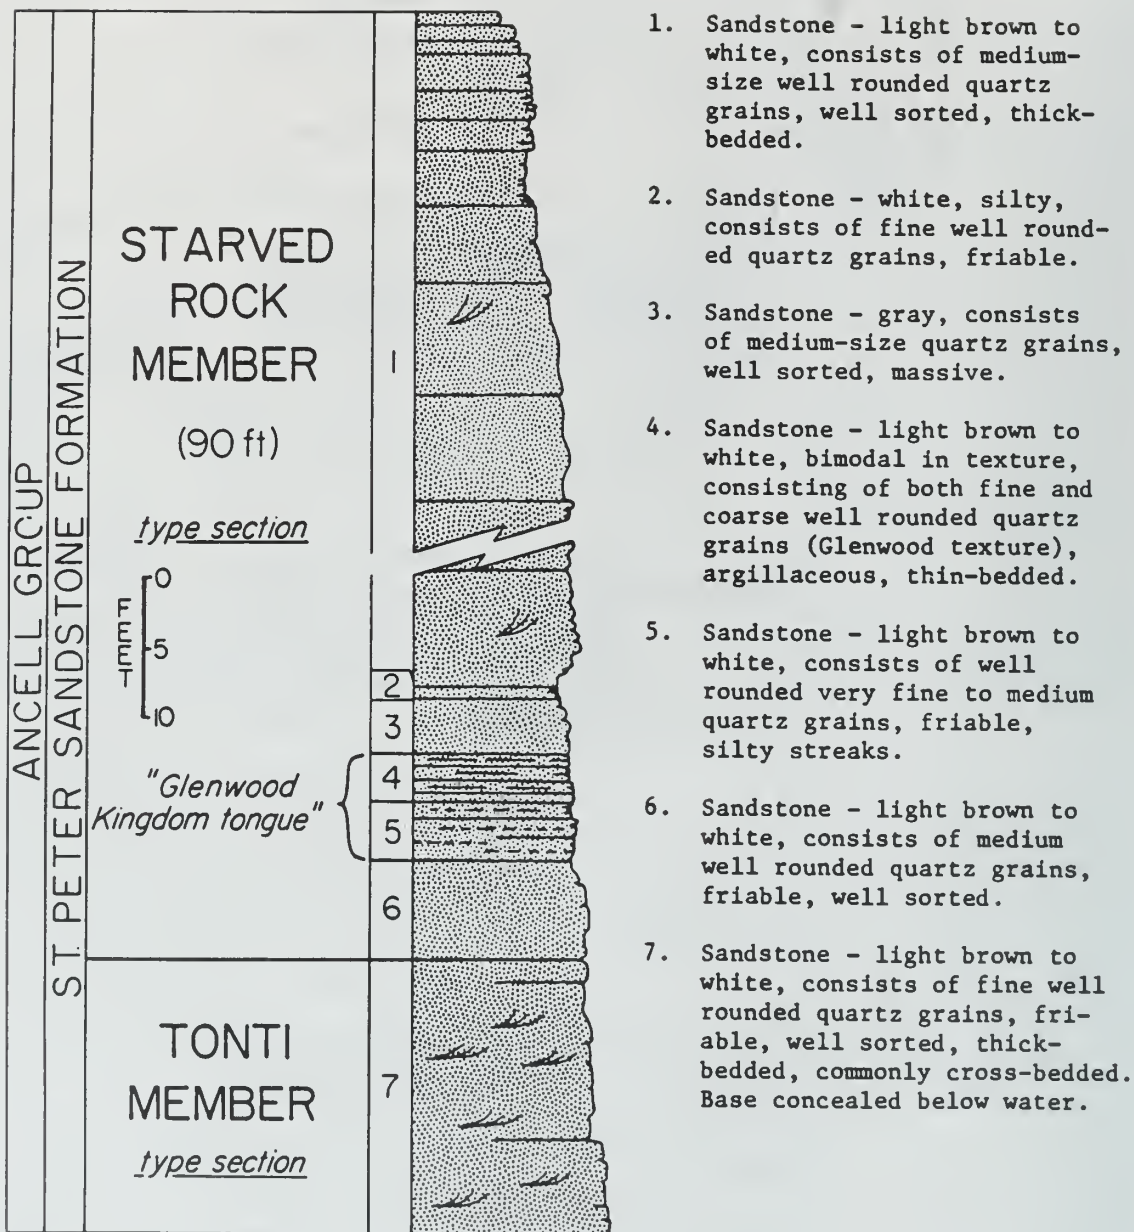 ANCELL GROUP
ST. PETER SANDSTONE FORMATION
STARVED
ROCK
MEMBER
(90 ft)
type section
FEET
0
5
10
"Glenwood
Kingdom tongue"
TONTI
MEMBER
type section
1
2
3
4
5
6
7
1. Sandstone - light brown to
white, consists of medium-
size well rounded quartz
grains, well sorted, thick-
bedded.
2. Sandstone - white, silty,
consists of fine well round-
ed quartz grains, friable.
3. Sandstone - gray, consists
of medium-size quartz grains,
well sorted, massive.
4. Sandstone - light brown to
white, bimodal in texture,
consisting of both fine and
coarse well rounded quartz
grains (Glenwood texture),
argillaceous, thin-bedded.
5. Sandstone - light brown to
white, consists of well
rounded very fine to medium
quartz grains, friable,
silty streaks.
6. Sandstone - light brown to
white, consists of medium
well rounded quartz grains,
friable, well sorted.
7. Sandstone - light brown to
white, consists of fine well
rounded quartz grains, fri-
able, well sorted, thick-
bedded, commonly cross-bedded.
Base concealed below water.